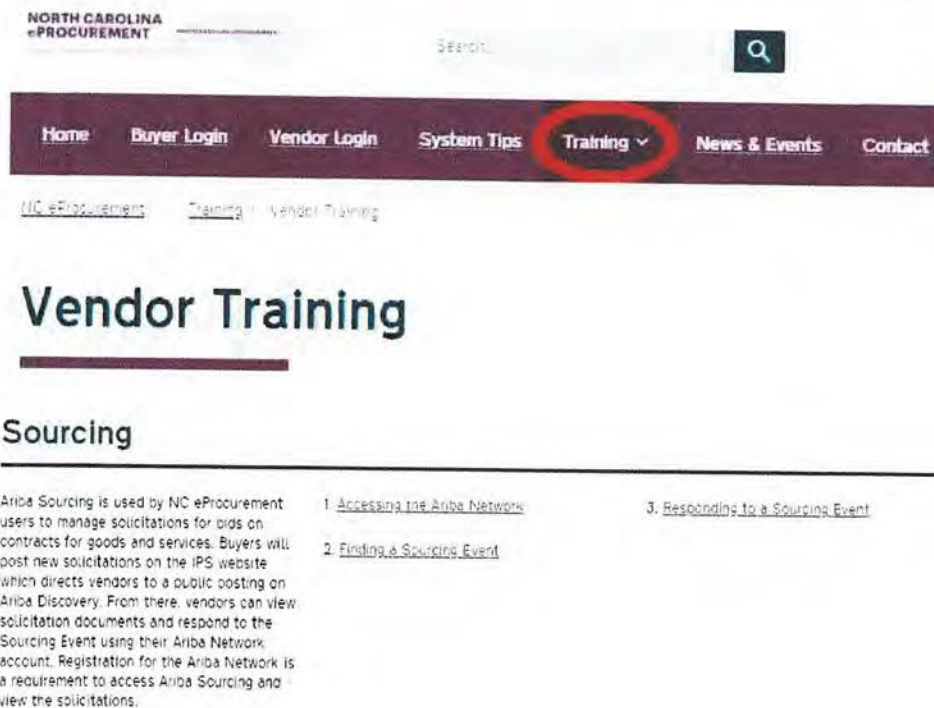 NORTH CAROLINA
ePROCUREMENT
Search...
Home Buyer Login Vendor Login System Tips Training News & Events Contact
NC eProcurement Training Vendor Training
Vendor Training
Sourcing
Ariba Sourcing is used by NC eProcurement
users to manage solicitations for bids on
contracts for goods and services. Buyers will
post new solicitations on the IPS website
which directs vendors to a public posting on
Ariba Discovery. From there, vendors can view
solicitation documents and respond to the
Sourcing Event using their Ariba Network
account. Registration for the Ariba Network is
a requirement to access Ariba Sourcing and
view the solicitations.
1. Accessing the Ariba Network
2. Finding a Sourcing Event
3. Responding to a Sourcing Event